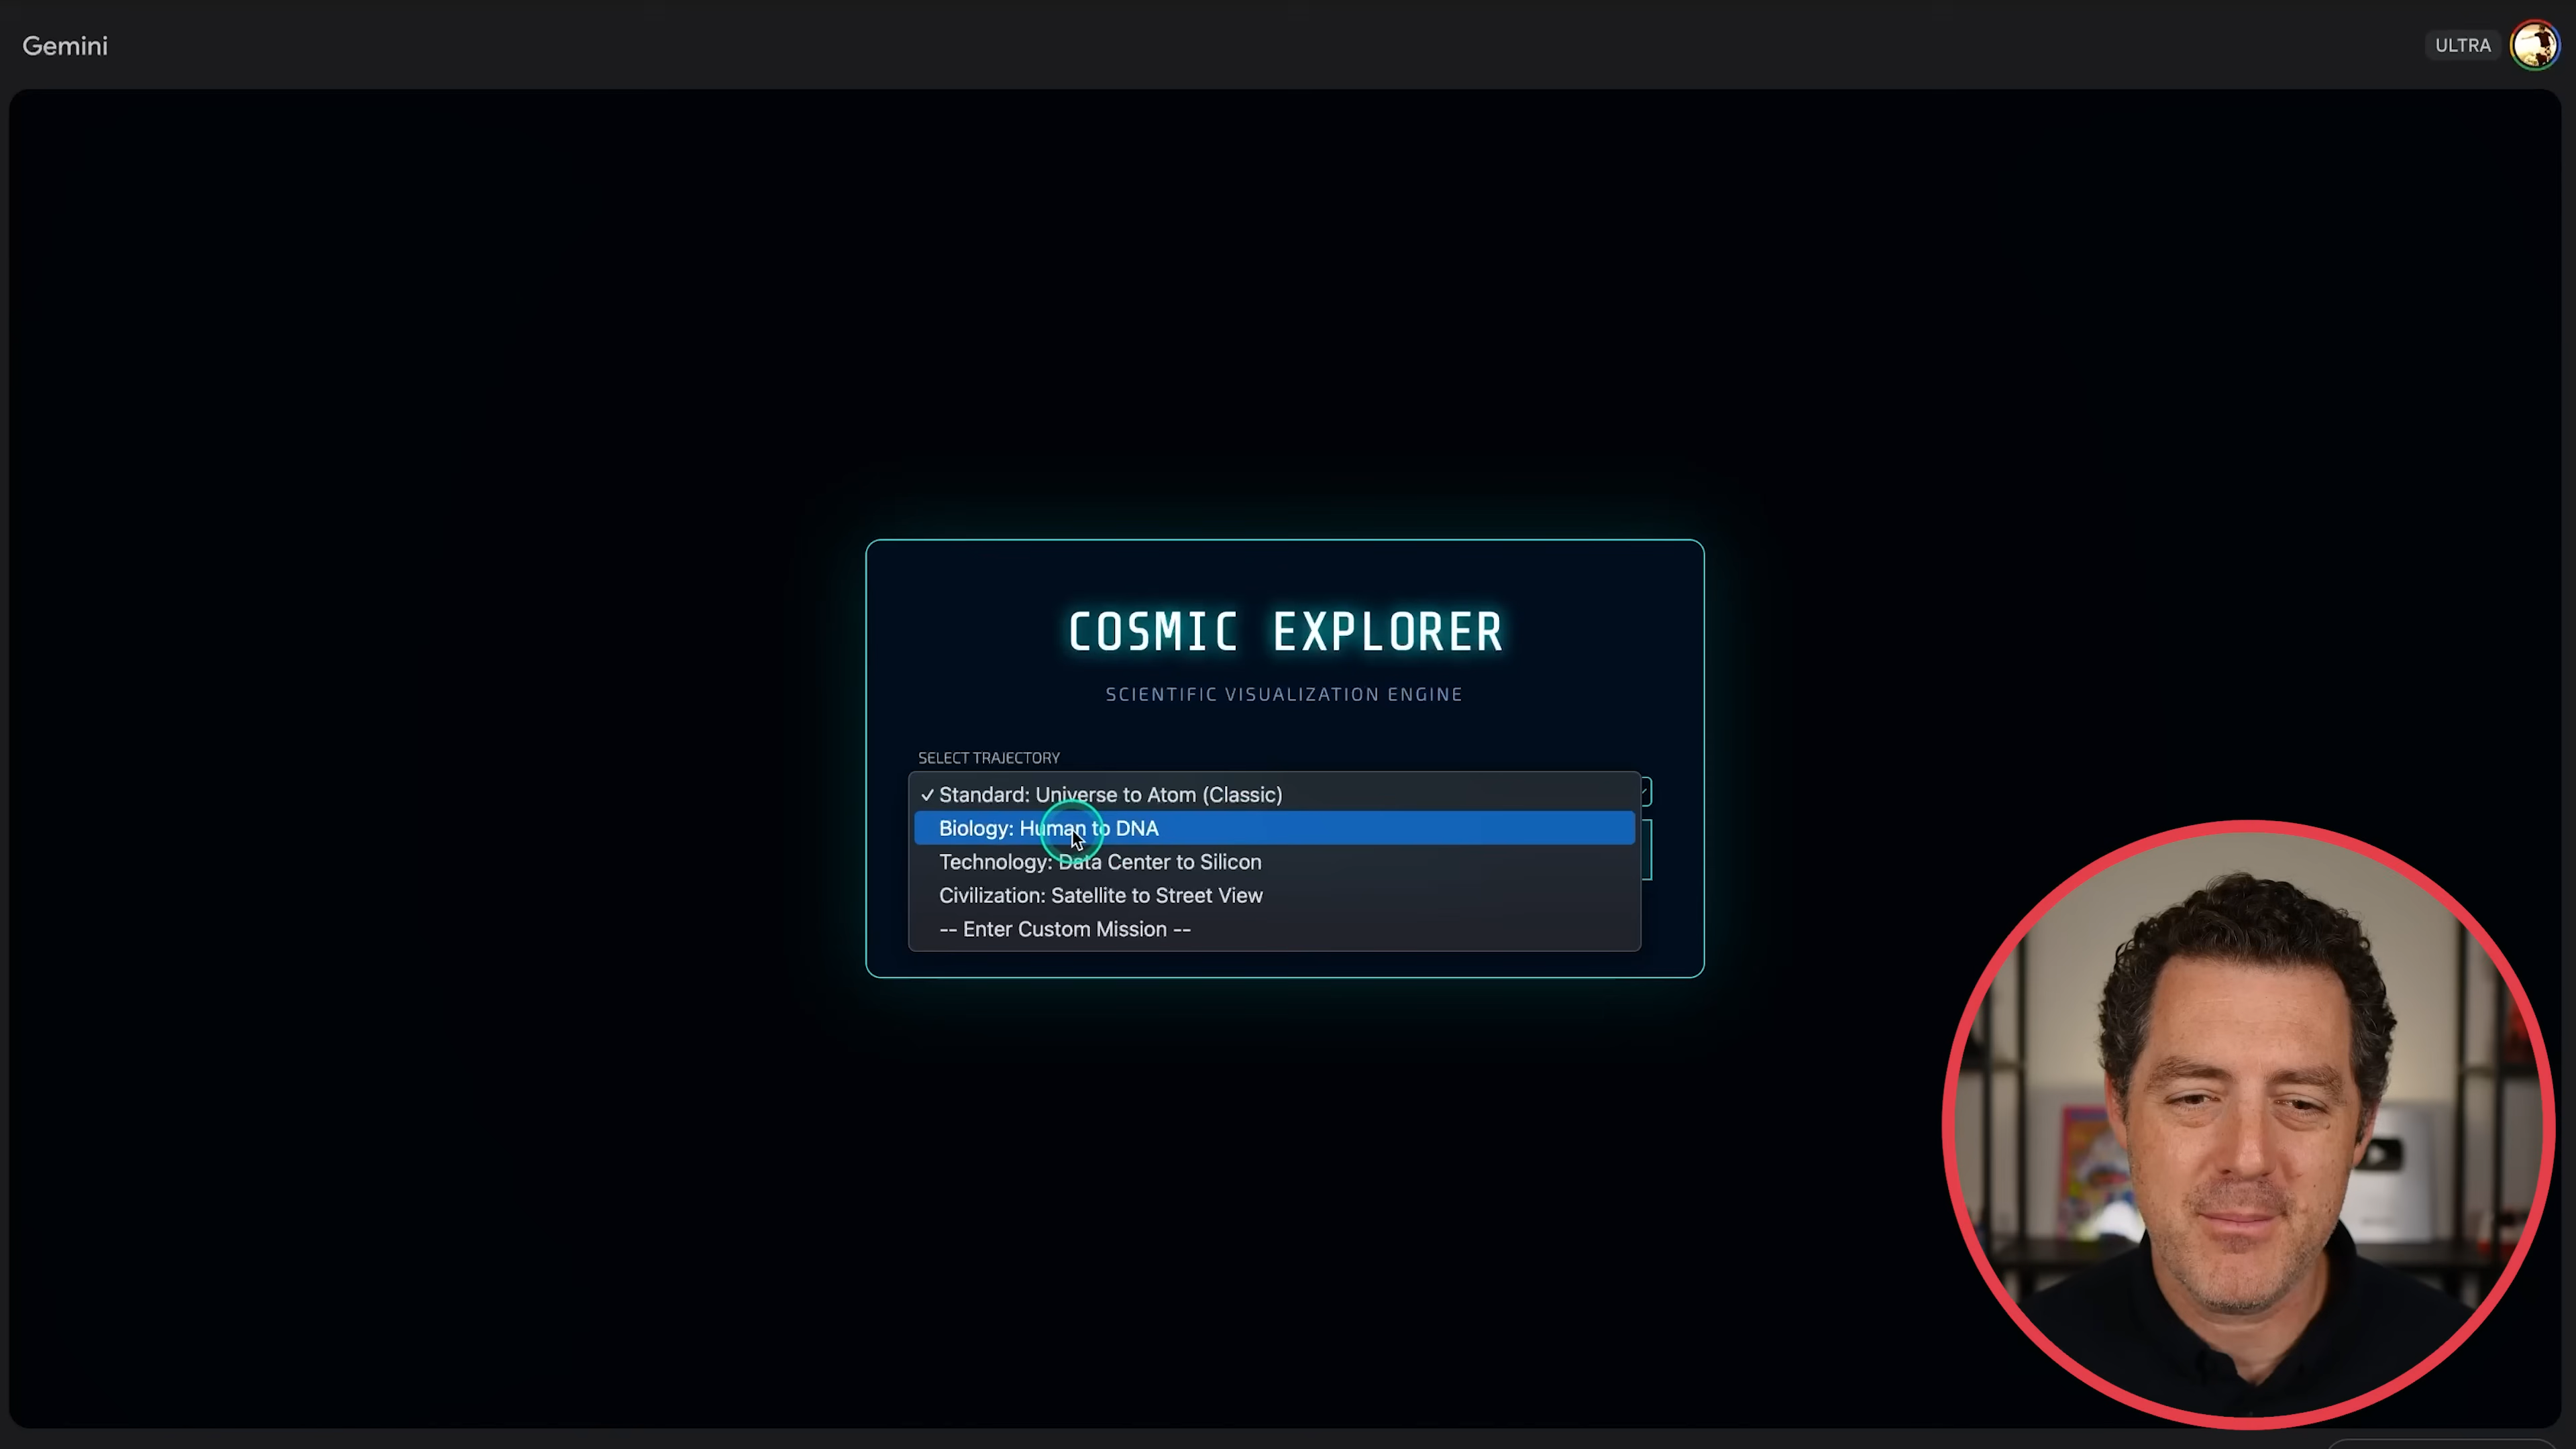 Gemini
ULTRA
COSMIC EXPLORER
SCIENTIFIC VISUALIZATION ENGINE
SELECT TRAJECTORY
✓ Standard: Universe to Atom (Classic)
Biology: Human to DNA
Technology: Data Center to Silicon
Civilization: Satellite to Street View
-- Enter Custom Mission --